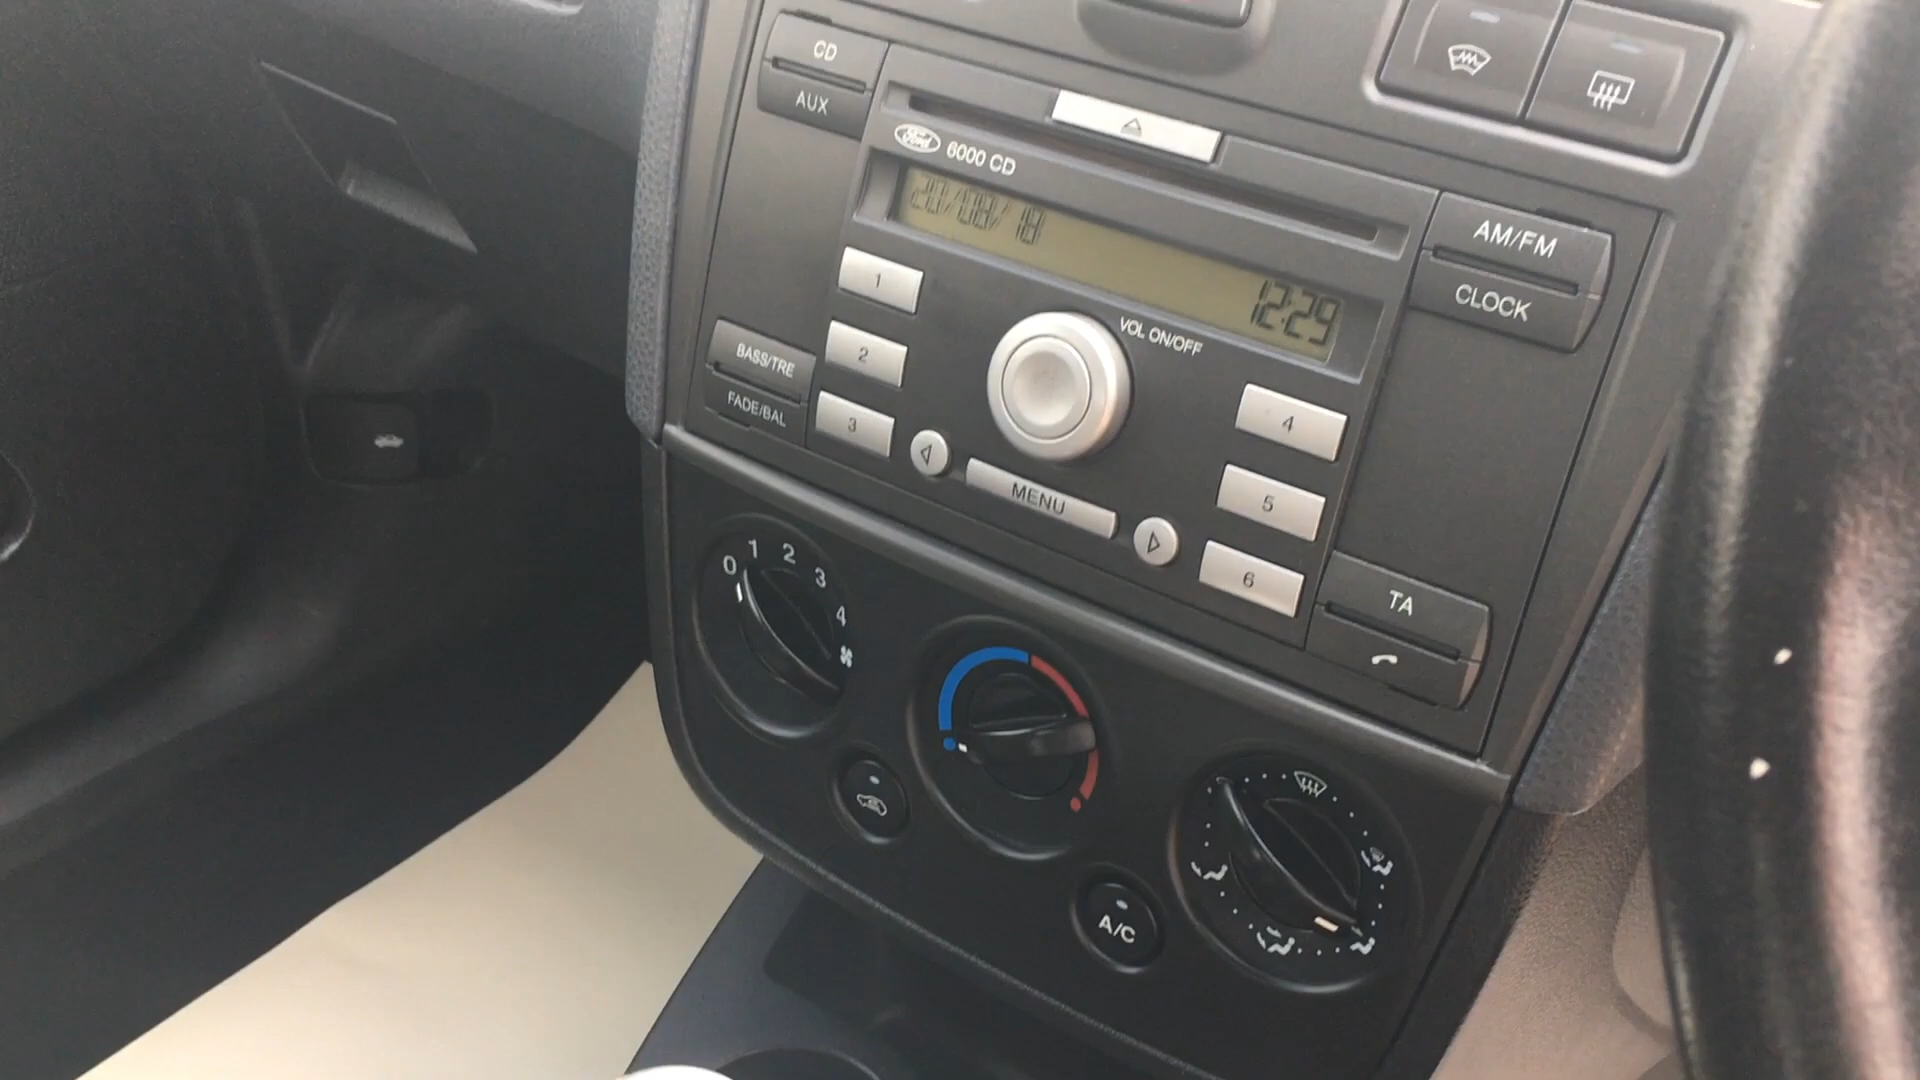 CD
AUX
Ford
6000 CD
20/08/18
12:29
AM/FM
CLOCK
VOL ON/OFF
1
2
3
BASS/TRE
FADE/BAL
MENU
4
5
6
TA
0 1 2 3 4
A/C